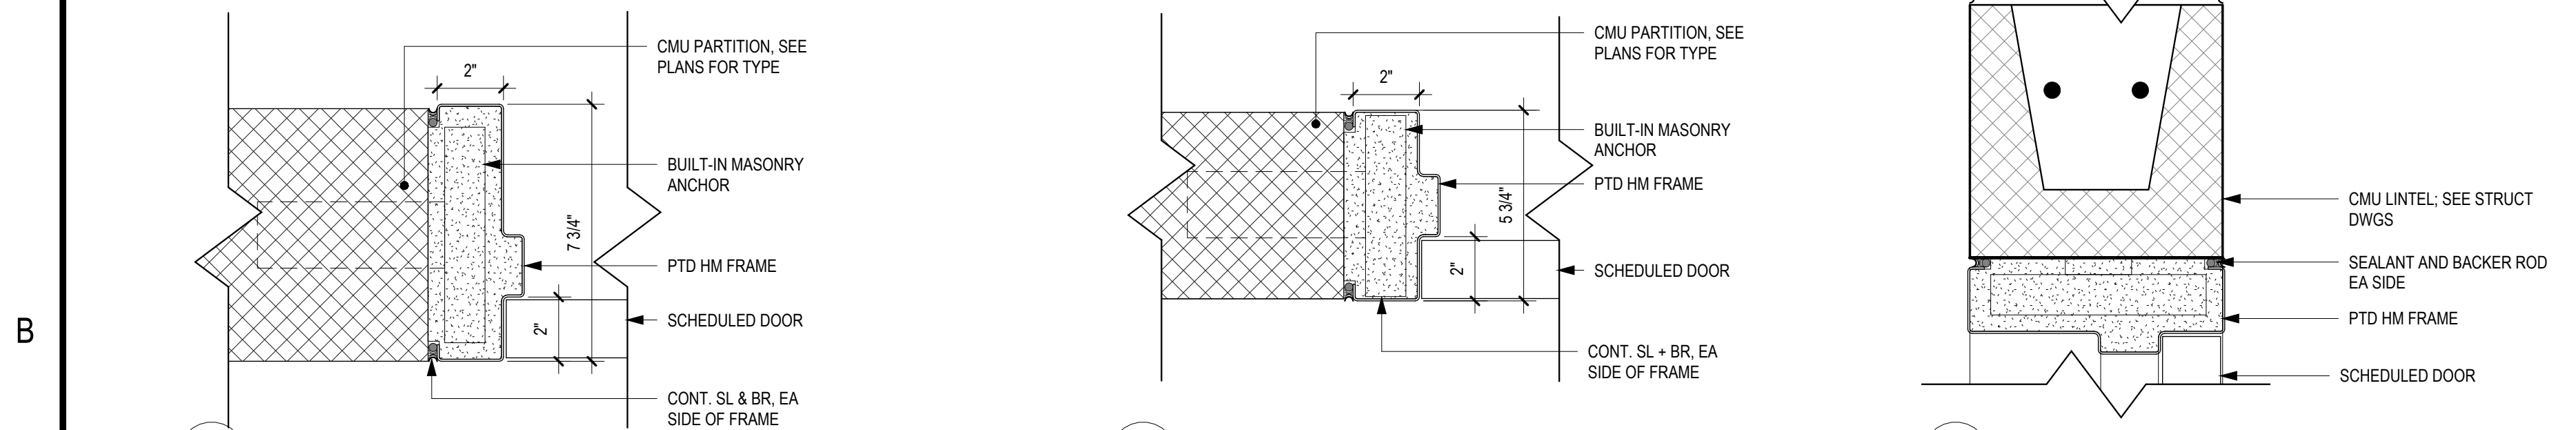 CMU PARTITION, SEE
PLANS FOR TYPE
2"
BUILT-IN MASONRY
ANCHOR
7 3/4"
PTD HM FRAME
2"
SCHEDULED DOOR
CONT. SL & BR, EA
SIDE OF FRAME
CMU PARTITION, SEE
PLANS FOR TYPE
2"
BUILT-IN MASONRY
ANCHOR
PTD HM FRAME
5 3/4"
2"
SCHEDULED DOOR
CONT. SL + BR, EA
SIDE OF FRAME
CMU LINTEL; SEE STRUCT
DWGS
SEALANT AND BACKER ROD
EA SIDE
PTD HM FRAME
SCHEDULED DOOR
B